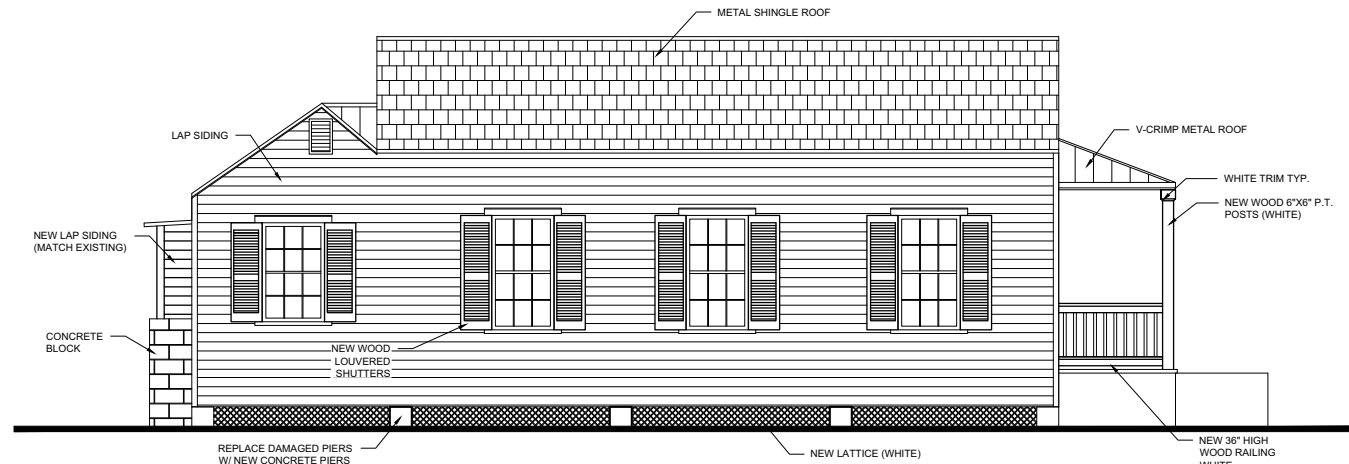 METAL SHINGLE ROOF
LAP SIDING
V-CRIMP METAL ROOF
WHITE TRIM TYP.
NEW WOOD 6"X6" P.T.
POSTS (WHITE)
NEW LAP SIDING
(MATCH EXISTING)
CONCRETE
BLOCK
NEW WOOD
LOUVERED
SHUTTERS
REPLACE DAMAGED PIERS
W/ NEW CONCRETE PIERS
NEW LATTICE (WHITE)
NEW 36" HIGH
WOOD RAILING
WHITE